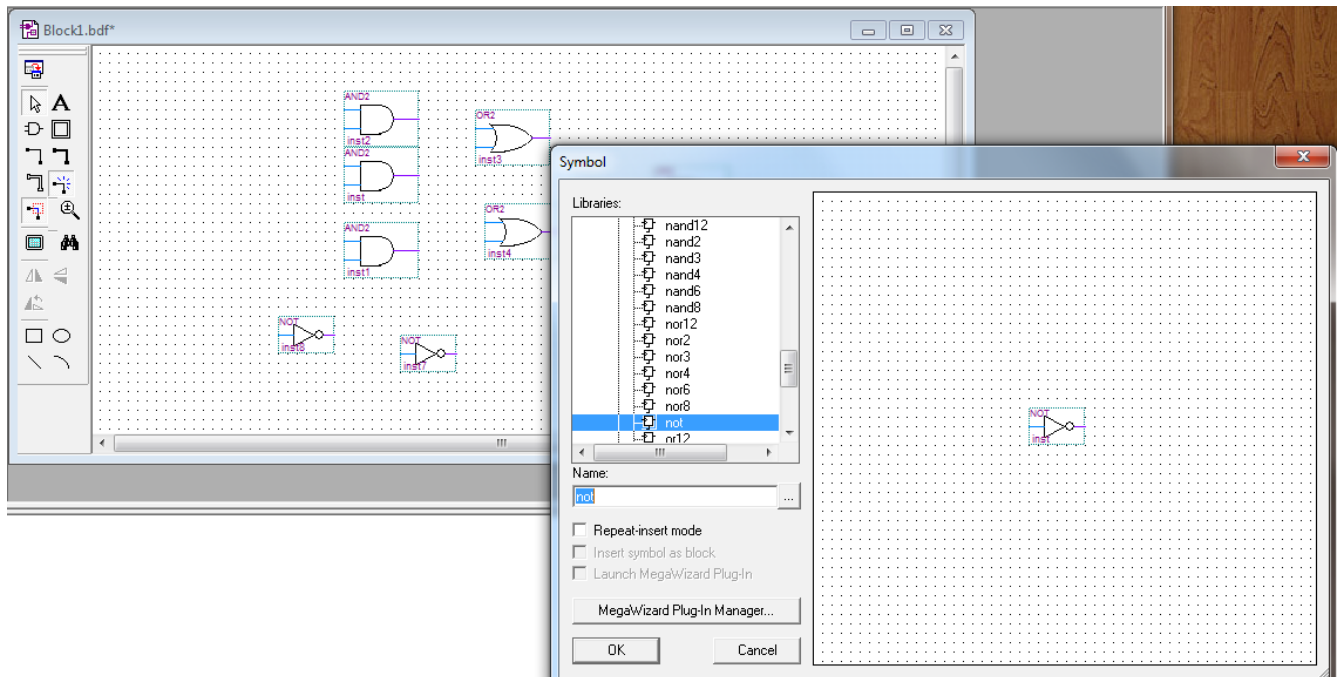 Block1.bdf*
AND2
inst2
AND2
inst
AND2
inst1
OR2
inst3
OR2
inst4
NOT
inst8
NOT
inst7
Symbol
Libraries:
nand12
nand2
nand3
nand4
nand6
nand8
nor12
nor2
nor3
nor4
nor6
nor8
not
or12
Name:
not
...
Repeat-insert mode
Insert symbol as block
Launch MegaWizard Plug-In
MegaWizard Plug-In Manager...
OK
Cancel
NOT
inst